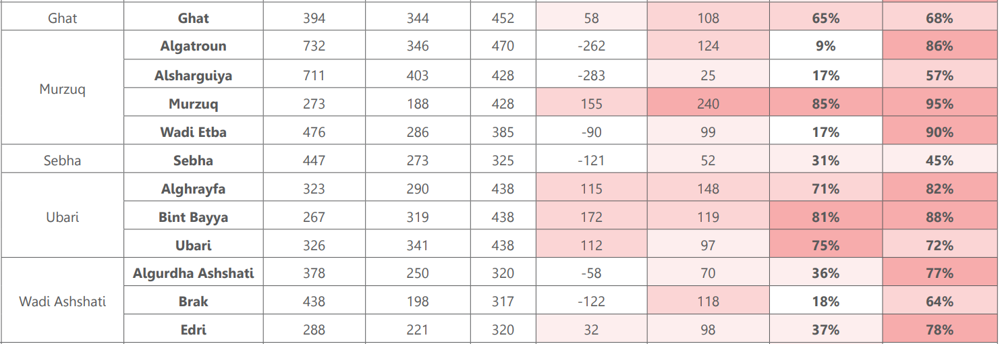 Ghat Ghat 394 344 452 58 108 65% 68%
Murzuq Algatroun 732 346 470 -262 124 9% 86%
Alsharguiya 711 403 428 -283 25 17% 57%
Murzuq 273 188 428 155 240 85% 95%
Wadi Etba 476 286 385 -90 99 17% 90%
Sebha Sebha 447 273 325 -121 52 31% 45%
Ubari Alghrayfa 323 290 438 115 148 71% 82%
Bint Bayya 267 319 438 172 119 81% 88%
Ubari 326 341 438 112 97 75% 72%
Wadi Ashshati Algurdha Ashshati 378 250 320 -58 70 36% 77%
Brak 438 198 317 -122 118 18% 64%
Edri 288 221 320 32 98 37% 78%